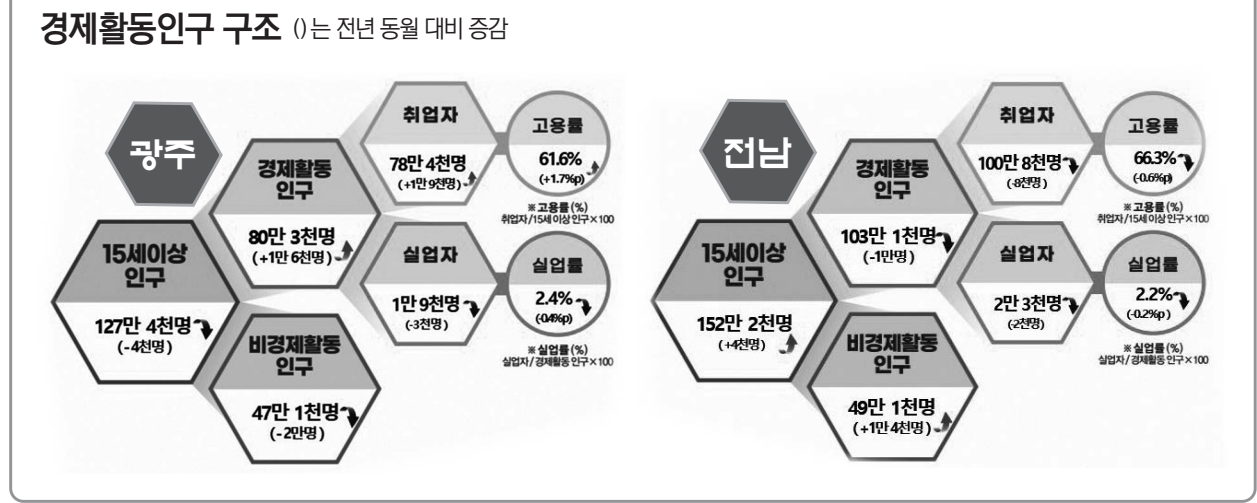 경제활동인구 구조 () 는 전년 동월 대비 증감
광주
15세이상
인구
127만 4천명
(-4천명)
경제활동
인구
80만 3천명
(+1만 6천명)
비경제활동
인구
47만 1천명
(-2만명)
취업자
78만 4천명
(+1만 9천명)
고용률
61.6%
(+1.7%p)
※ 고용률 (%)
취업자/15세 이상 인구×100
실업자
1만 9천명
(-3천명)
실업률
2.4%
(-0.4%p)
※ 실업률 (%)
실업자/경제활동 인구×100
전남
15세이상
인구
152만 2천명
(+4천명)
경제활동
인구
103만 1천명
(-1만명)
비경제활동
인구
49만 1천명
(+1만 4천명)
취업자
100만 8천명
(-8천명)
고용률
66.3%
(-0.6%p)
※ 고용률 (%)
취업자/15세 이상 인구×100
실업자
2만 3천명
(-2천명)
실업률
2.2%
(-0.2%p)
※ 실업률 (%)
실업자/경제활동 인구×100